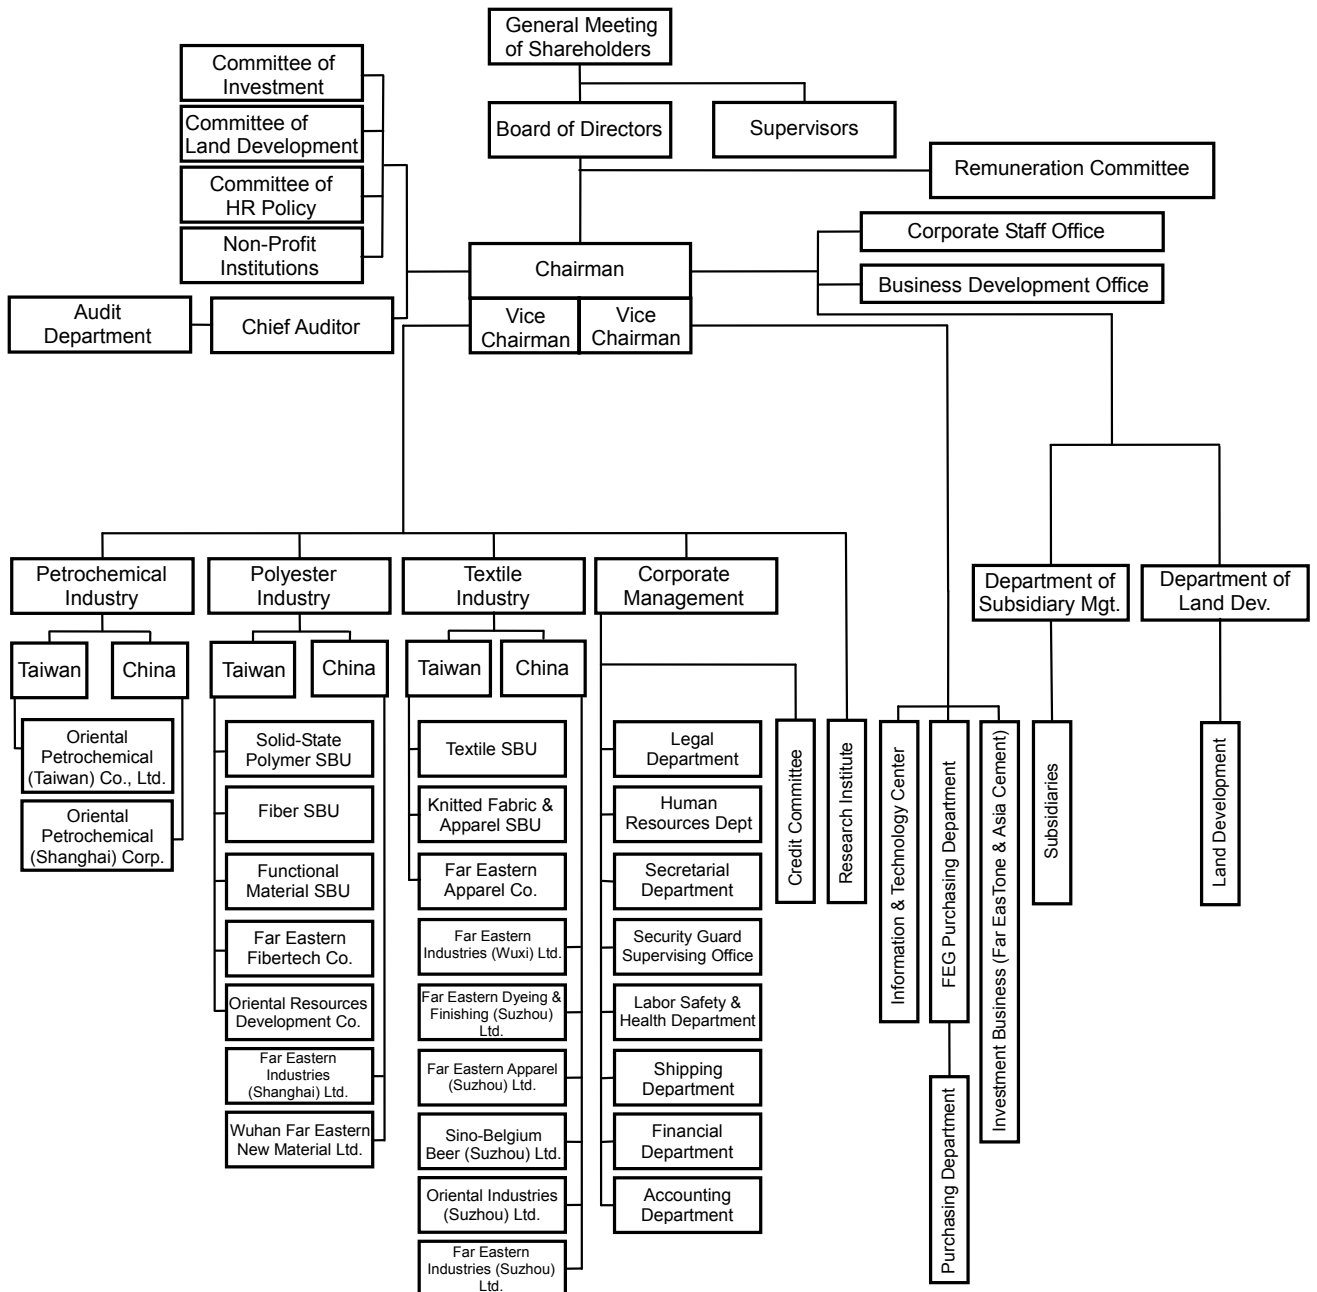 General Meeting
of Shareholders
Committee of
Investment
Committee of
Land Development
Committee of
HR Policy
Non-Profit
Institutions
Board of Directors
Supervisors
Remuneration Committee
Corporate Staff Office
Business Development Office
Chairman
Vice
Chairman
Vice
Chairman
Audit
Department
Chief Auditor
Petrochemical
Industry
Polyester
Industry
Textile
Industry
Corporate
Management
Department of
Subsidiary Mgt.
Department of
Land Dev.
Taiwan
China
Taiwan
China
Taiwan
China
Oriental
Petrochemical
(Taiwan) Co., Ltd.
Oriental
Petrochemical
(Shanghai) Corp.
Solid-State
Polymer SBU
Fiber SBU
Functional
Material SBU
Far Eastern
Fibertech Co.
Oriental Resources
Development Co.
Far Eastern
Industries
(Shanghai) Ltd.
Wuhan Far Eastern
New Material Ltd.
Textile SBU
Knitted Fabric &
Apparel SBU
Far Eastern
Apparel Co.
Far Eastern
Industries (Wuxi) Ltd.
Far Eastern Dyeing &
Finishing (Suzhou)
Ltd.
Far Eastern Apparel
(Suzhou) Ltd.
Sino-Belgium
Beer (Suzhou) Ltd.
Oriental Industries
(Suzhou) Ltd.
Far Eastern
Industries (Suzhou)
Ltd.
Legal
Department
Human
Resources Dept
Secretarial
Department
Security Guard
Supervising Office
Labor Safety &
Health Department
Shipping
Department
Financial
Department
Accounting
Department
Credit Committee
Research Institute
Information & Technology Center
FEG Purchasing Department
Purchasing Department
Investment Business (Far EasTone & Asia Cement)
Subsidiaries
Land Development